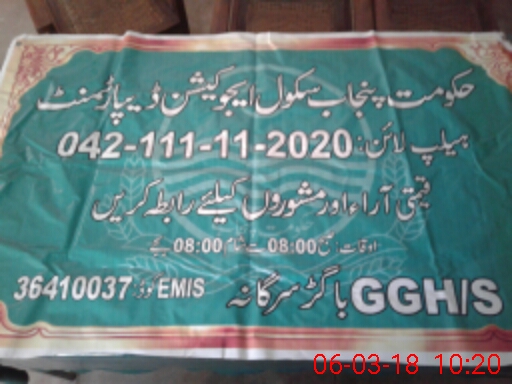 حکومت پنجاب سکول ایجوکیشن ڈیپارٹمنٹ
ہیلپ لائن: 042-111-11-2020
قیمتی آراء اور مشوروں کیلئے رابطہ کریں
اوقات: صبح 08:00 سے شام 08:00 بجے
GGH/S باگڑ سرگانہ EMIS کوڈ: 36410037
06-03-18 10:20